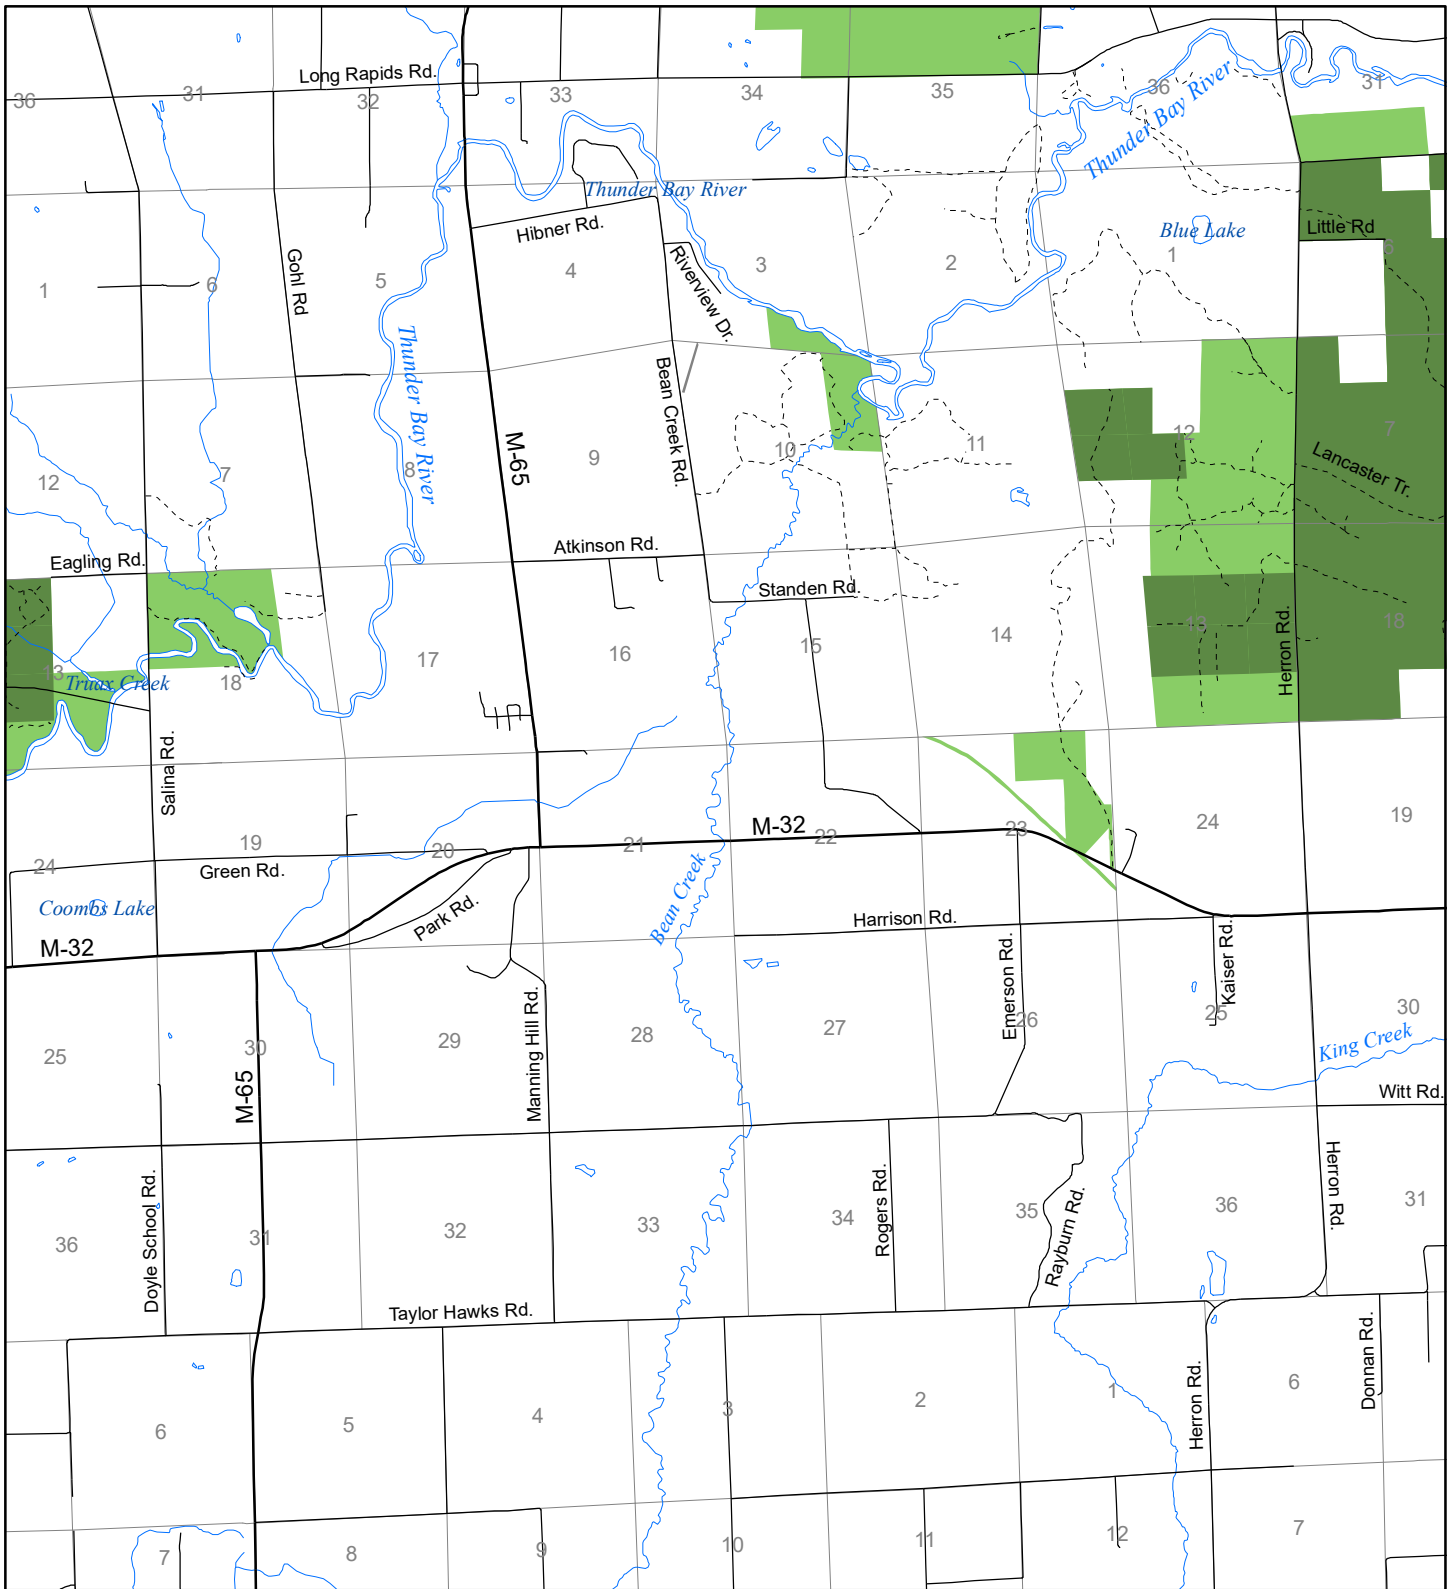 Long Rapids Rd.
36
31
32
33
34
35
36
31
Thunder Bay River
Thunder Bay River
Hibner Rd.
Blue Lake
Little Rd
1
6
Gohl Rd
5
4
Riverview Dr.
3
2
1
6
Thunder Bay River
Bean Creek Rd.
M-65
12
7
8
9
10
11
12
7
Lancaster Tr.
Eagling Rd.
Atkinson Rd.
Standen Rd.
13
Truax Creek
18
17
16
15
14
13
Herron Rd.
18
Salina Rd.
24
19
Green Rd.
20
21
M-32
22
23
24
19
Coombs Lake
M-32
Park Rd.
Bean Creek
Harrison Rd.
Emerson Rd.
Kaiser Rd.
25
30
M-65
29
Manning Hill Rd.
28
27
26
25
30
King Creek
Witt Rd.
Doyle School Rd.
36
31
32
33
34
Rogers Rd.
35
Rayburn Rd.
36
Herron Rd.
31
Taylor Hawks Rd.
6
5
4
3
2
1
Herron Rd.
6
Donnan Rd.
7
8
9
10
11
12
7